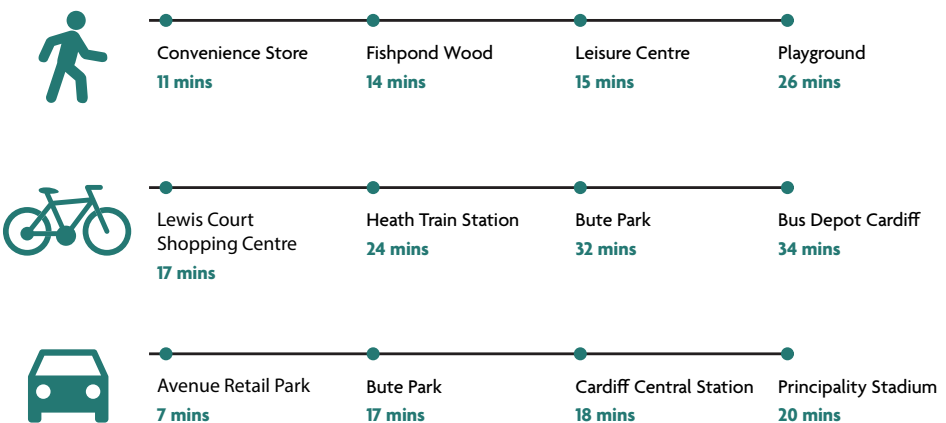 Convenience Store
11 mins
Fishpond Wood
14 mins
Leisure Centre
15 mins
Playground
26 mins
Lewis Court
Shopping Centre
17 mins
Heath Train Station
24 mins
Bute Park
32 mins
Bus Depot Cardiff
34 mins
Avenue Retail Park
7 mins
Bute Park
17 mins
Cardiff Central Station
18 mins
Principality Stadium
20 mins